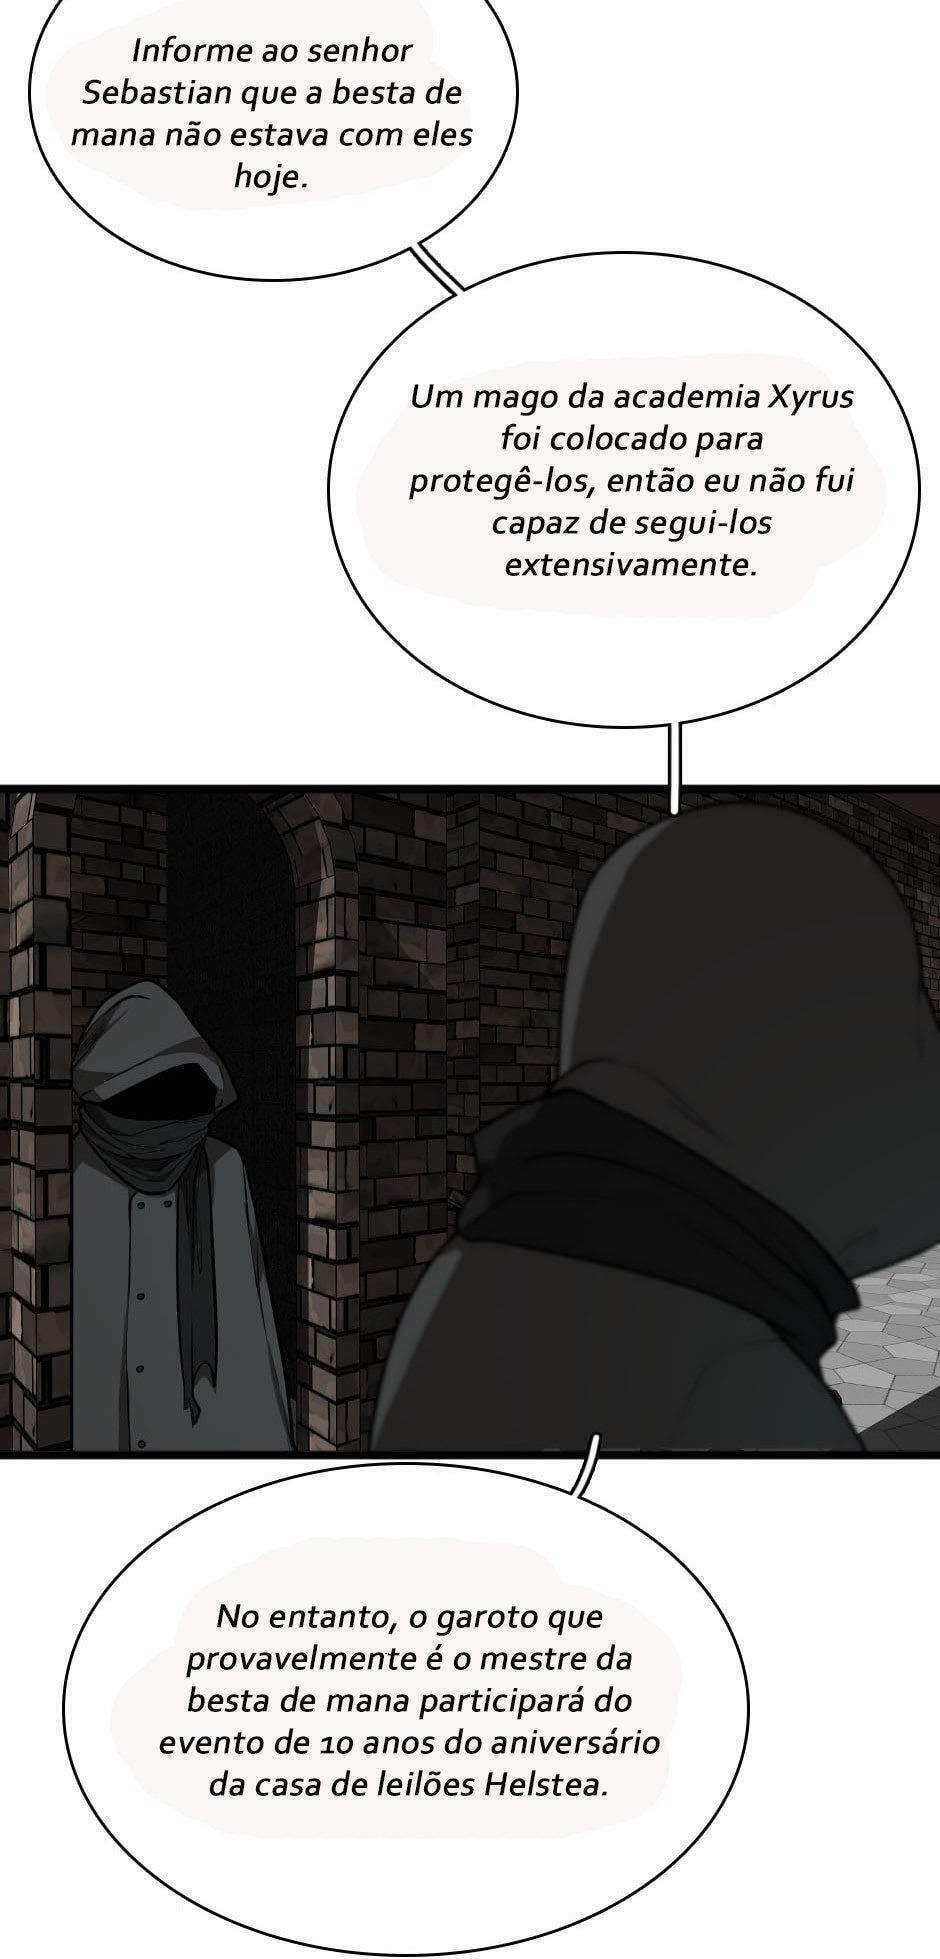 Informe ao senhor
Sebastian que a besta de
mana não estava com eles
hoje.
Um mago da academia Xyrus
foi colocado para
protegê-los, então eu não fui
capaz de segui-los
extensivamente.
No entanto, o garoto que
provavelmente é o mestre da
besta de mana participará do
evento de 10 anos do aniversário
da casa de leilões Helstea.